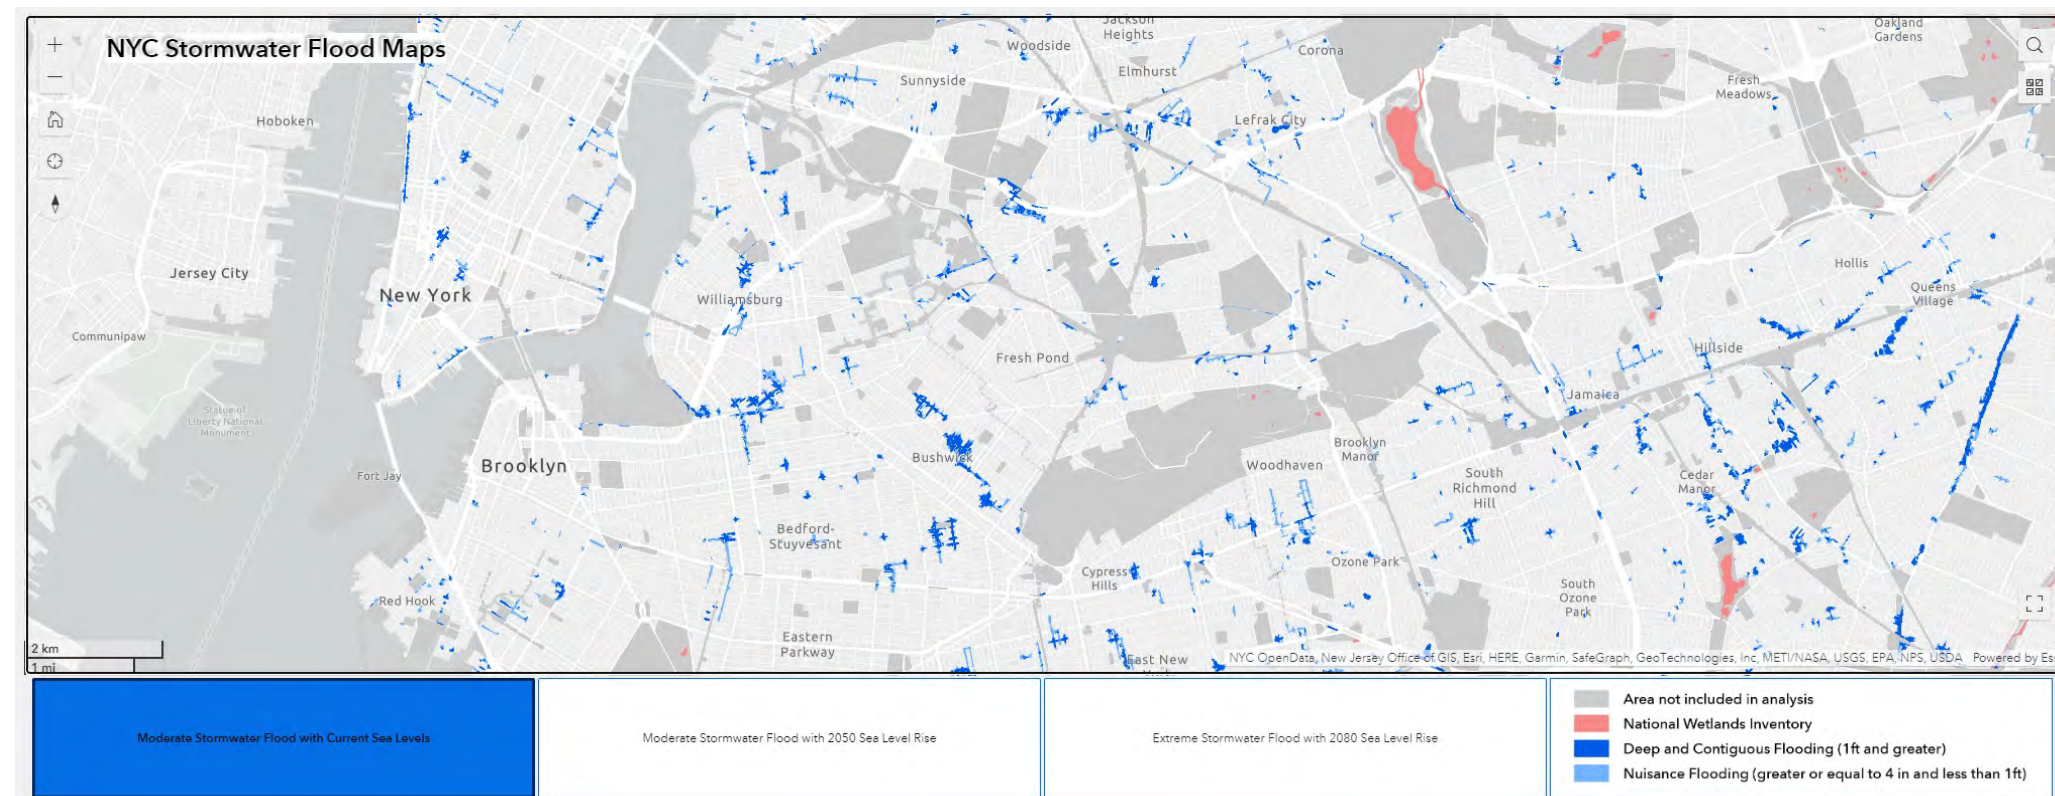 NYC Stormwater Flood Maps
Jackson
Heights
Oakland
Gardens
Woodside
Corona
Elmhurst
Sunnyside
Fresh
Meadows
Hoboken
Lefrak City
Jersey City
Hollis
New York
Williamsburg
Queens
Village
Communipaw
Fresh Pond
Hillside
Jamaica
Statue of
Liberty National
Monument
Brooklyn
Manor
Bushwick
Brooklyn
Woodhaven
Fort Jay
South
Richmond
Hill
Cedar
Manor
Bedford-
Stuyvesant
Cypress
Hills
Ozone Park
South
Ozone
Park
Red Hook
Eastern
Parkway
East New
2 km
1 mi
NYC OpenData, New Jersey Office of GIS, Esri, HERE, Garmin, SafeGraph, GeoTechnologies, Inc, METI/NASA, USGS, EPA, NPS, USDA Powered by
Moderate Stormwater Flood with Current Sea Levels
Moderate Stormwater Flood with 2050 Sea Level Rise
Extreme Stormwater Flood with 2080 Sea Level Rise
Area not included in analysis
National Wetlands Inventory
Deep and Contiguous Flooding (1ft and greater)
Nuisance Flooding (greater or equal to 4 in and less than 1ft)